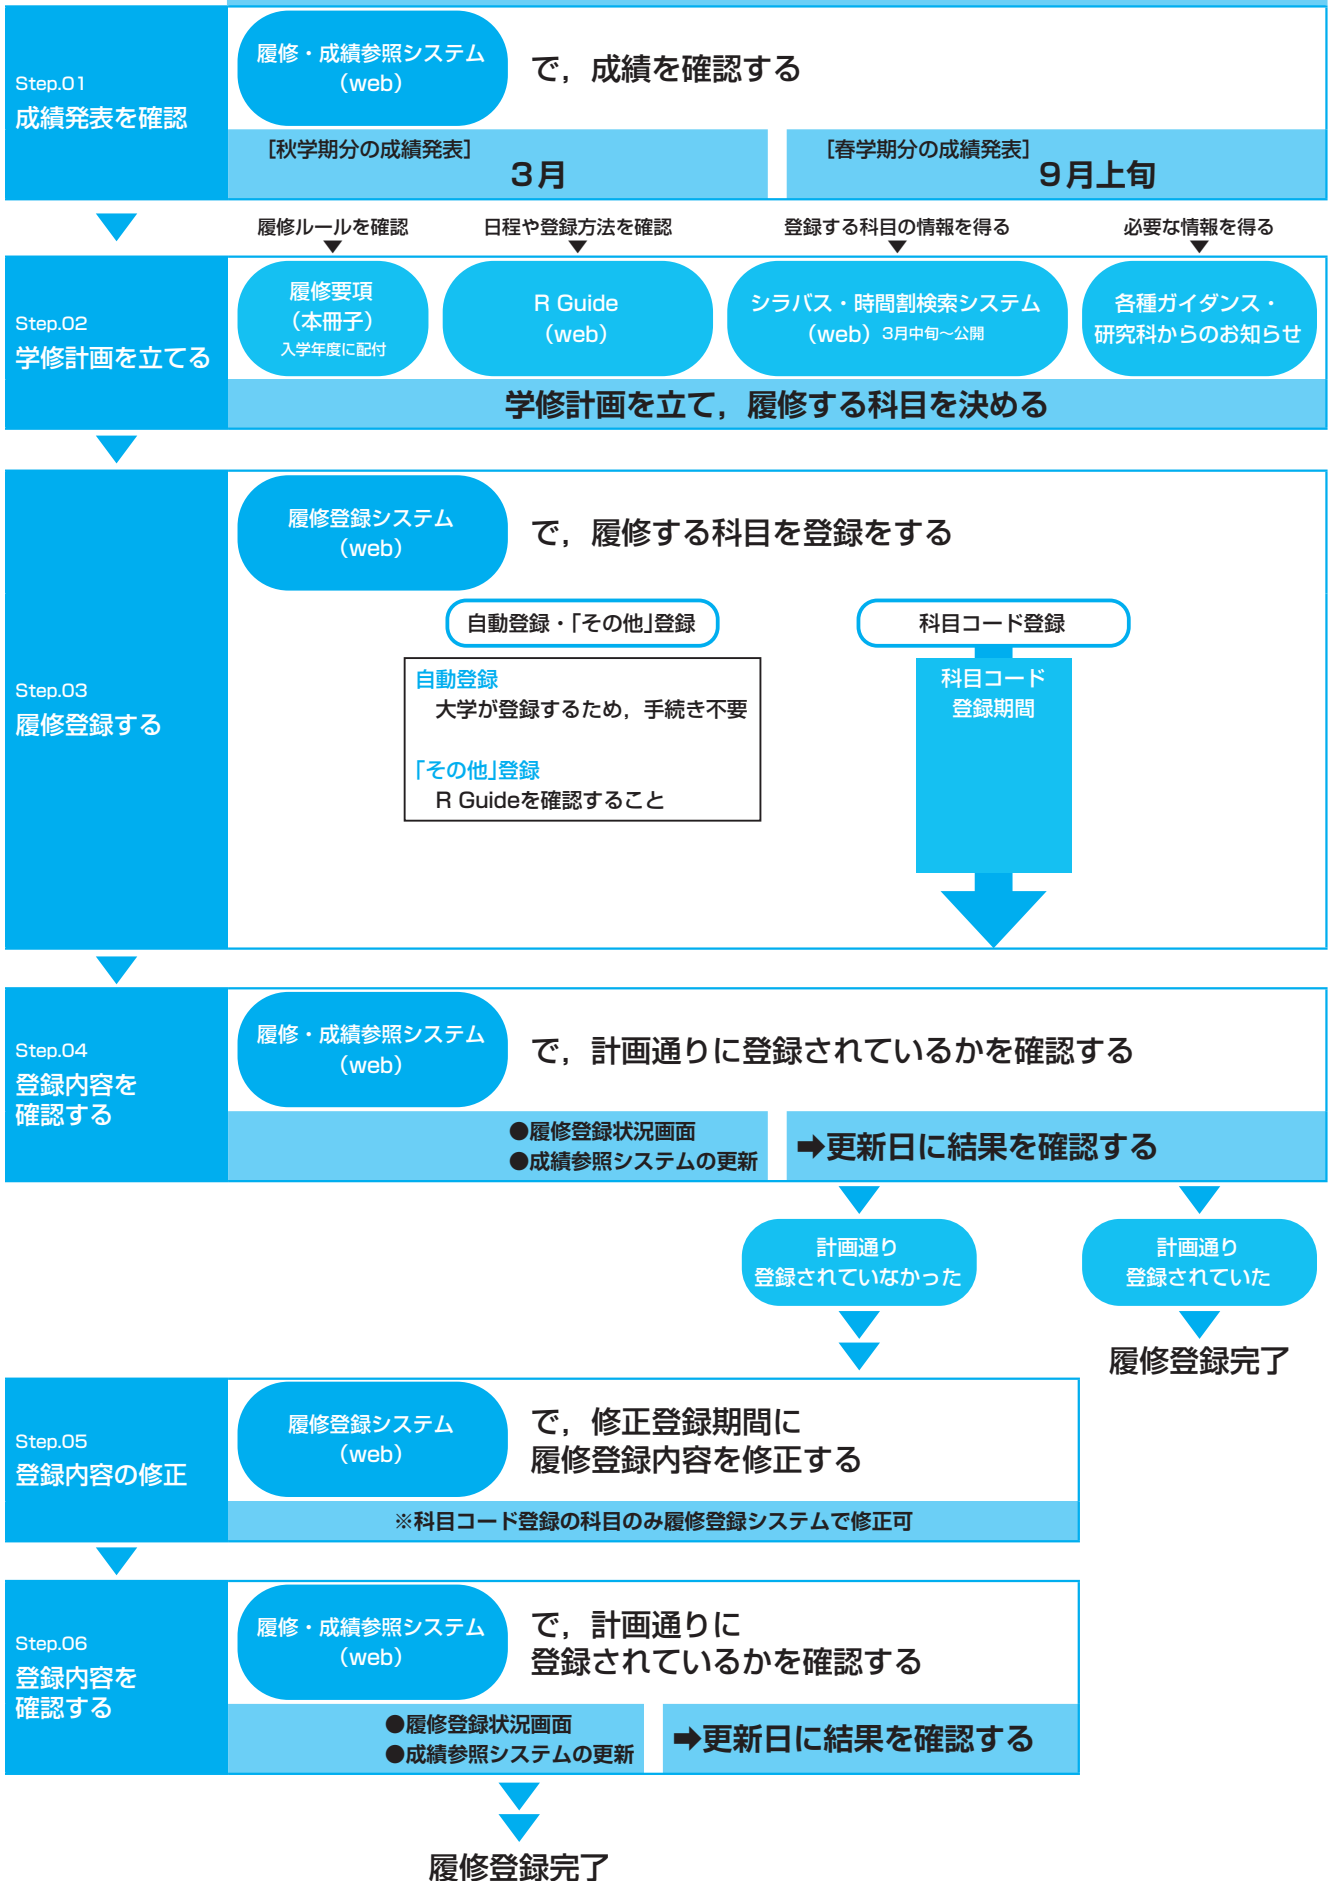 Step.01
成績発表を確認
履修・成績参照システム
（web）
で，成績を確認する
［秋学期分の成績発表］
3月
［春学期分の成績発表］
9月上旬
履修ルールを確認
日程や登録方法を確認
登録する科目の情報を得る
必要な情報を得る
Step.02
学修計画を立てる
履修要項
（本冊子）
入学年度に配付
R Guide
（web）
シラバス・時間割検索システム
（web）3月中旬〜公開
各種ガイダンス・
研究科からのお知らせ
学修計画を立て，履修する科目を決める
Step.03
履修登録する
履修登録システム
（web）
で，履修する科目を登録をする
自動登録・「その他」登録
自動登録
大学が登録するため，手続き不要
「その他」登録
R Guideを確認すること
科目コード登録
科目コード
登録期間
Step.04
登録内容を
確認する
履修・成績参照システム
（web）
で，計画通りに登録されているかを確認する
●履修登録状況画面
●成績参照システムの更新
➡更新日に結果を確認する
計画通り
登録されていなかった
計画通り
登録されていた
履修登録完了
Step.05
登録内容の修正
履修登録システム
（web）
で，修正登録期間に
履修登録内容を修正する
※科目コード登録の科目のみ履修登録システムで修正可
Step.06
登録内容を
確認する
履修・成績参照システム
（web）
で，計画通りに
登録されているかを確認する
●履修登録状況画面
●成績参照システムの更新
➡更新日に結果を確認する
履修登録完了